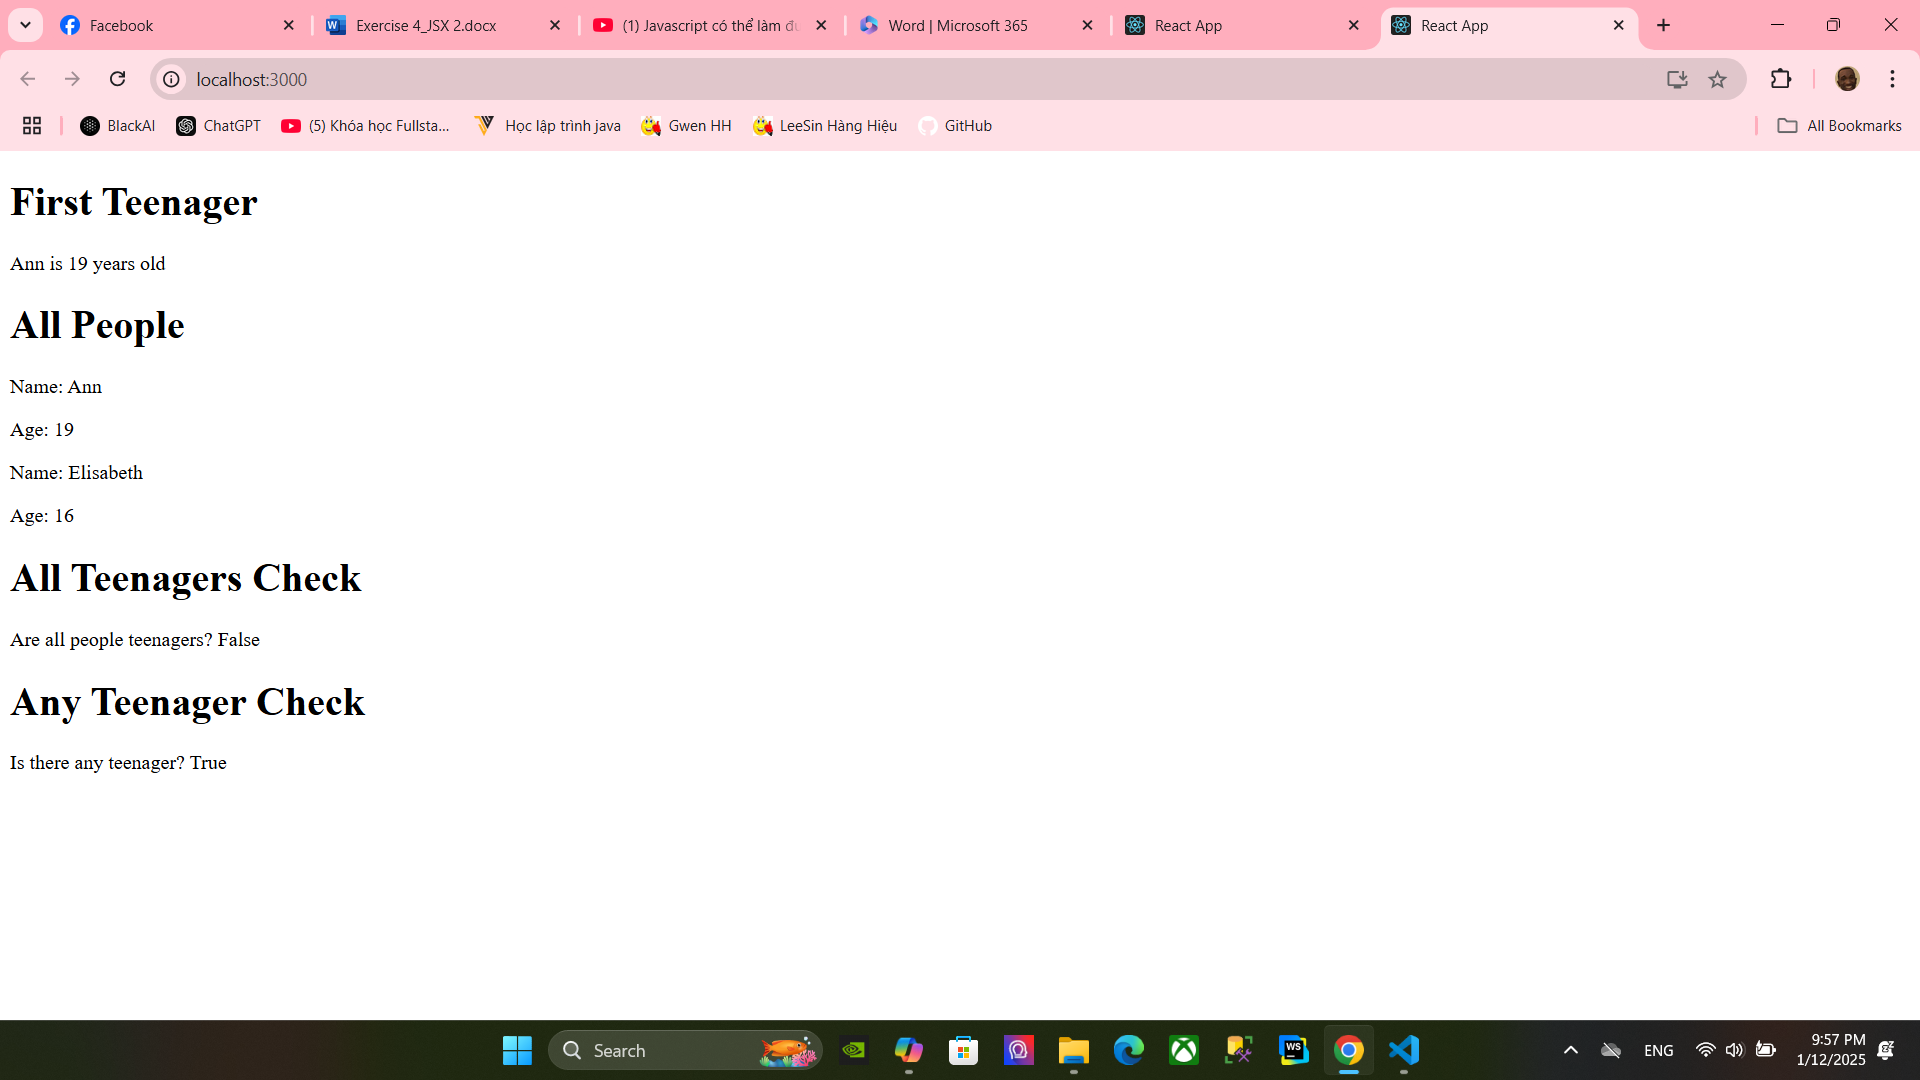 Facebook
Exercise 4_JSX 2.docx
(1) Javascript có thể làm đư
Word | Microsoft 365
React App
React App
localhost:3000
BlackAI
ChatGPT
(5) Khóa học Fullsta...
Học lập trình java
Gwen HH
LeeSin Hàng Hiệu
GitHub
All Bookmarks
First Teenager
Ann is 19 years old
All People
Name: Ann
Age: 19
Name: Elisabeth
Age: 16
All Teenagers Check
Are all people teenagers? False
Any Teenager Check
Is there any teenager? True
Search
WS
ENG
9:57 PM
1/12/2025